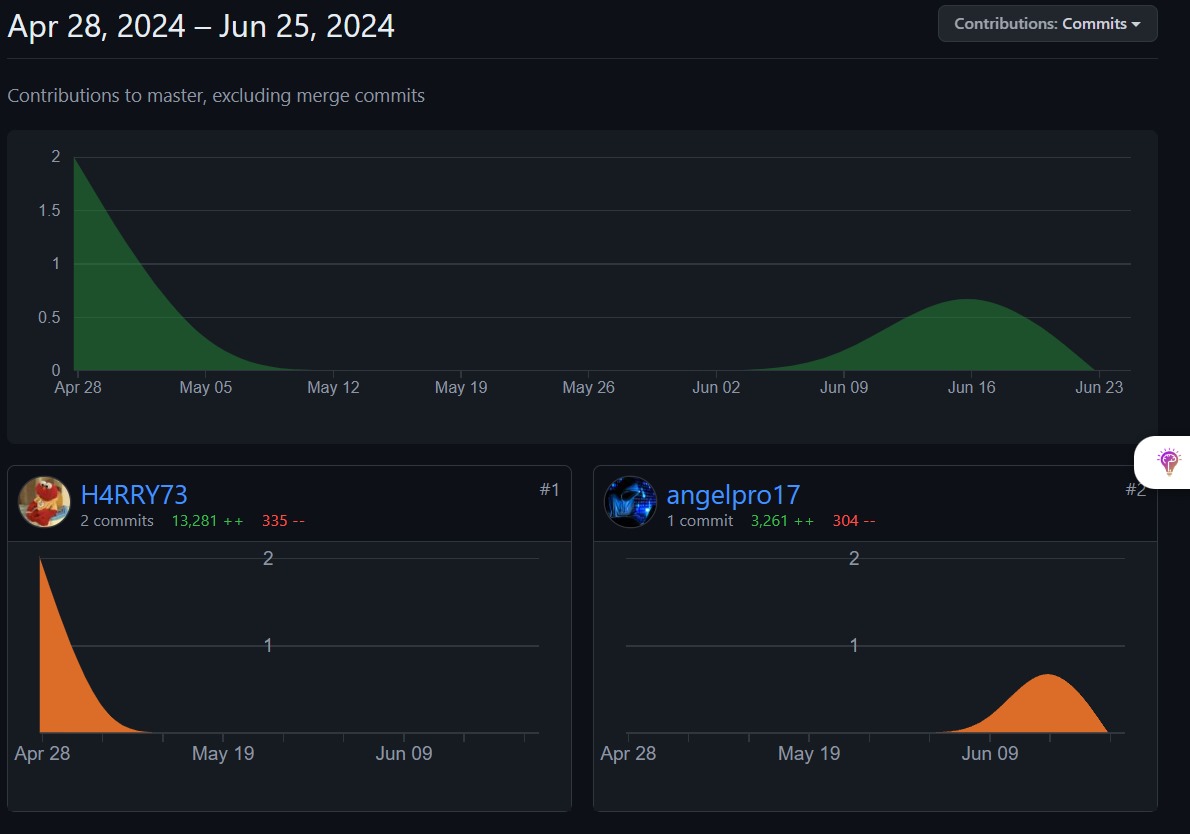 Apr 28, 2024 – Jun 25, 2024
Contributions: Commits
Contributions to master, excluding merge commits
2
1.5
1
0.5
0
Apr 28 May 05 May 12 May 19 May 26 Jun 02 Jun 09 Jun 16 Jun 23
H4RRY73
#1
2 commits 13,281 ++ 335 --
2
1
Apr 28 May 19 Jun 09
angelpro17
#2
1 commit 3,261 ++ 304 --
2
1
Apr 28 May 19 Jun 09